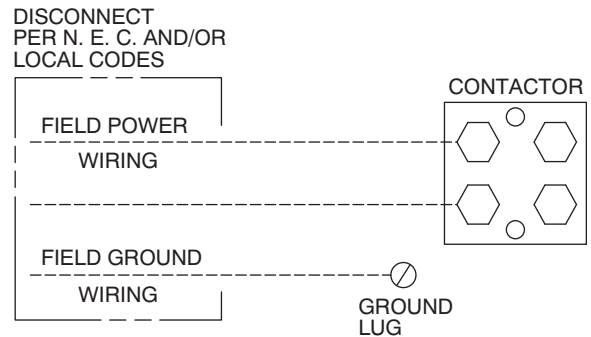 DISCONNECT
PER N. E. C. AND/OR
LOCAL CODES
CONTACTOR
FIELD POWER
WIRING
FIELD GROUND
WIRING
GROUND
LUG